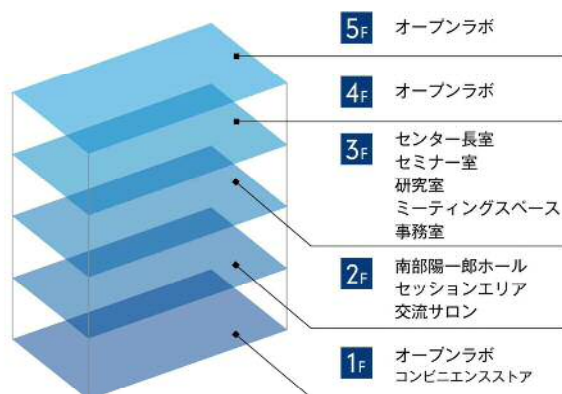 5F オープンラボ
4F オープンラボ
3F センター長室
セミナー室
研究室
ミーティングスペース
事務室
2F 南部陽一郎ホール
セッションエリア
交流サロン
1F オープンラボ
コンビニエンスストア